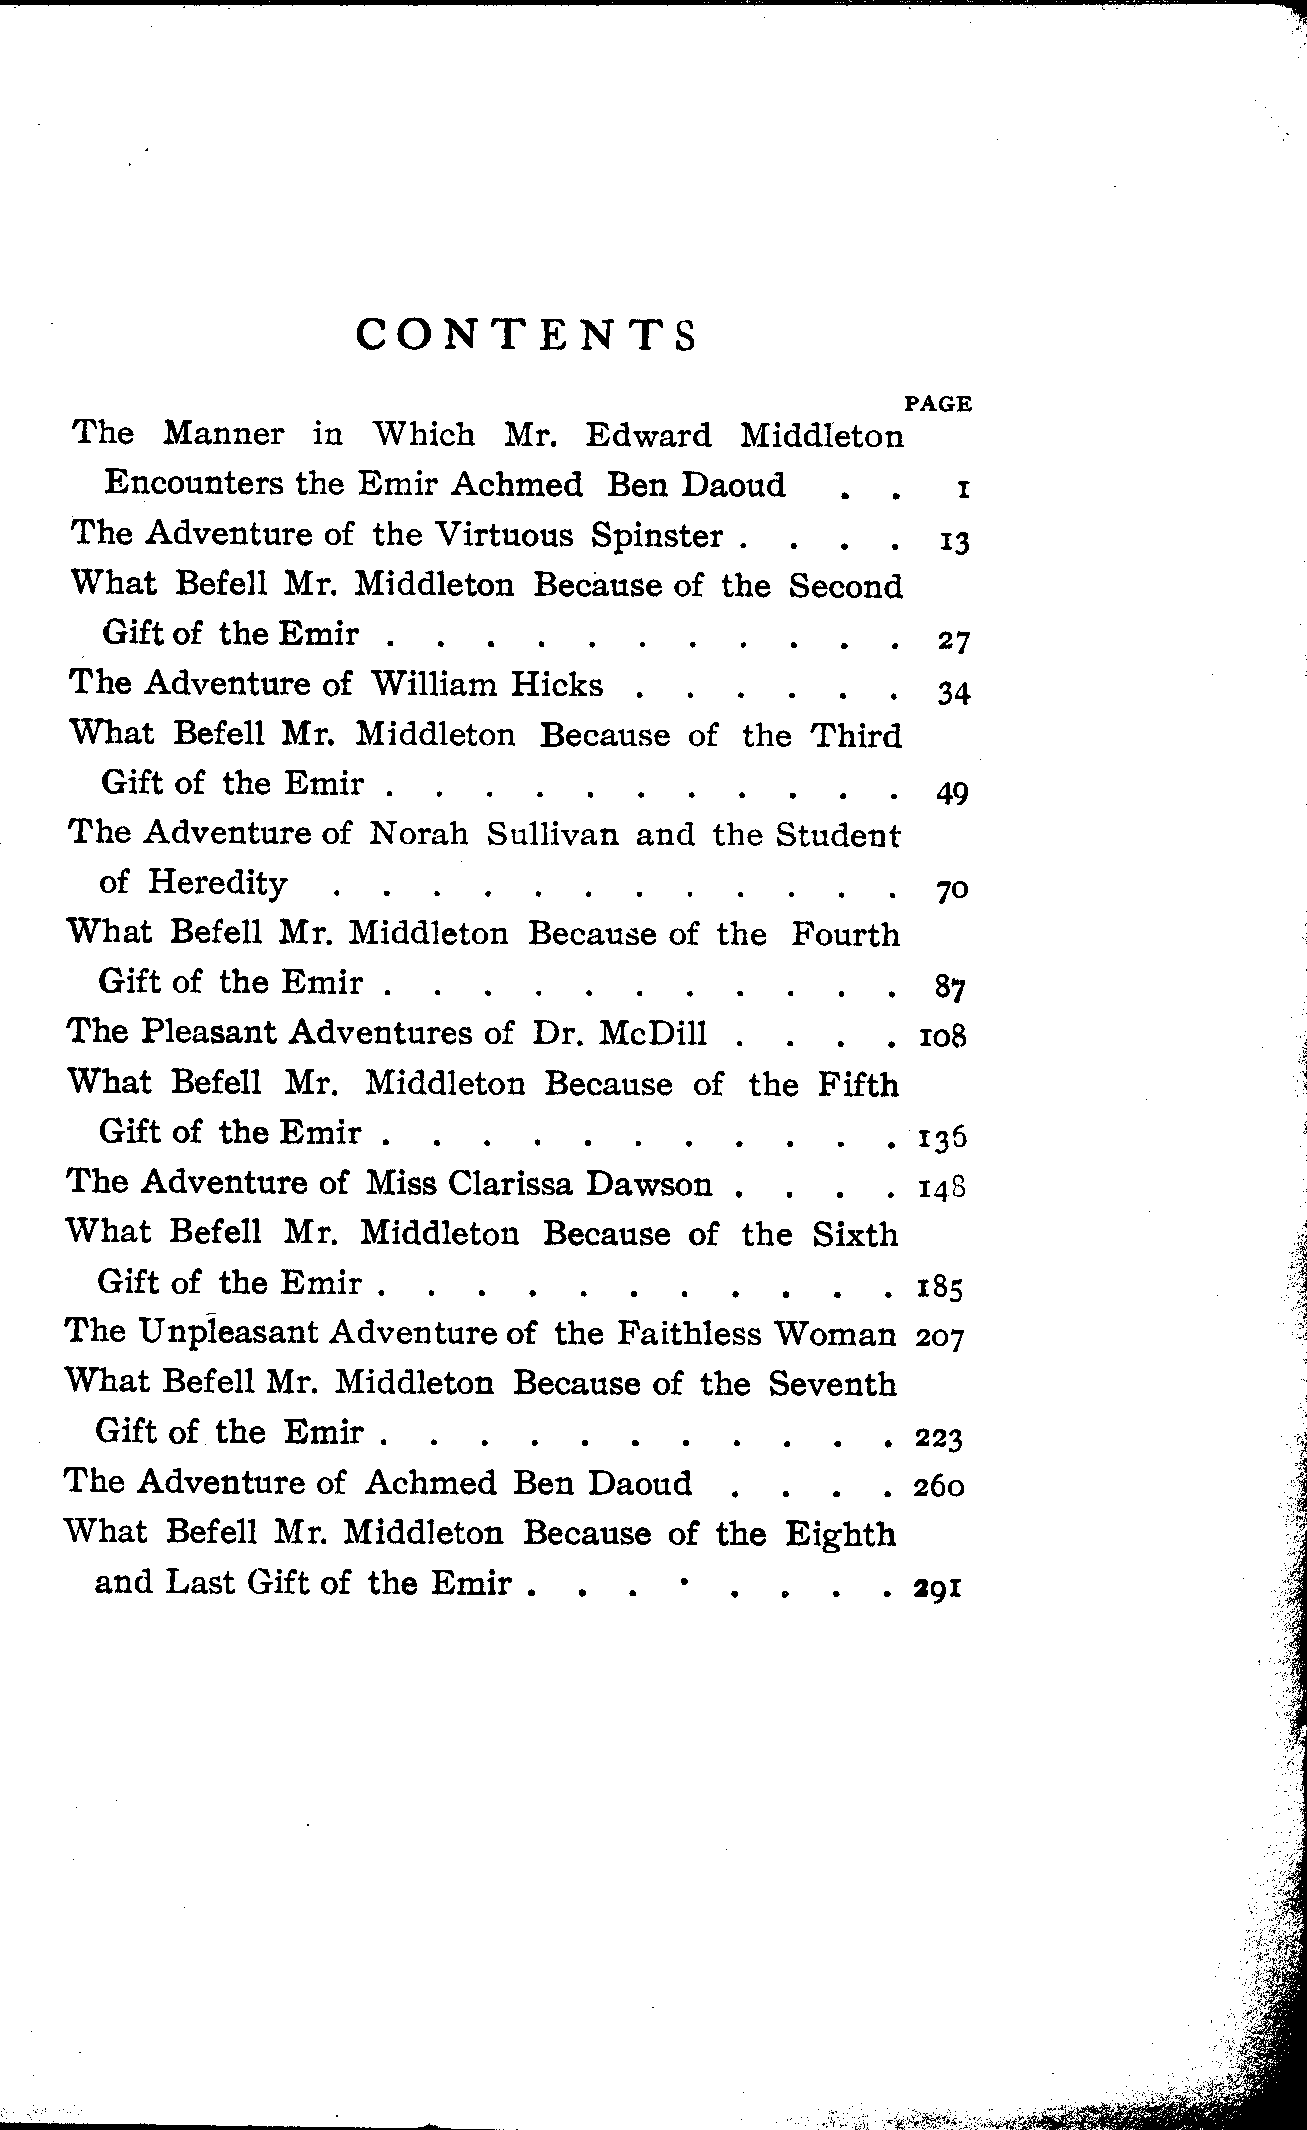 CONTENTS
PAGE
The Manner in Which Mr. Edward Middleton
Encounters the Emir Achmed Ben Daoud . . 1
The Adventure of the Virtuous Spinster . . . . 13
What Befell Mr. Middleton Because of the Second
Gift of the Emir . . . . . . . . . . . 27
The Adventure of William Hicks . . . . . . 34
What Befell Mr. Middleton Because of the Third
Gift of the Emir . . . . . . . . . . . 49
The Adventure of Norah Sullivan and the Student
of Heredity . . . . . . . . . . . . 70
What Befell Mr. Middleton Because of the Fourth
Gift of the Emir . . . . . . . . . . . 87
The Pleasant Adventures of Dr. McDill . . . . 108
What Befell Mr. Middleton Because of the Fifth
Gift of the Emir . . . . . . . . . . . 136
The Adventure of Miss Clarissa Dawson . . . . 148
What Befell Mr. Middleton Because of the Sixth
Gift of the Emir . . . . . . . . . . . 185
The Unpleasant Adventure of the Faithless Woman 207
What Befell Mr. Middleton Because of the Seventh
Gift of the Emir . . . . . . . . . . . 223
The Adventure of Achmed Ben Daoud . . . . 260
What Befell Mr. Middleton Because of the Eighth
and Last Gift of the Emir . . . . . . . . 291